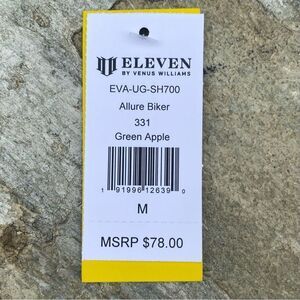 ELEVEN
BY VENUS WILLIAMS
EVA-UG-SH700
Allure Biker
331
Green Apple
1 91996 12639 0
M
MSRP $78.00